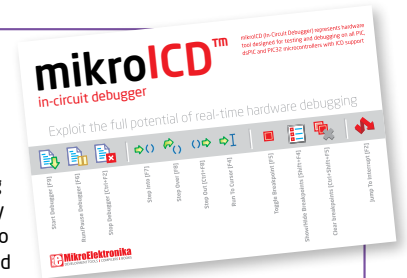 mikroICD™
in-circuit debugger
mikroICD (In-Circuit Debugger) represents hardware
tool designed for testing and debugging on all PIC,
dsPIC and PIC32 microcontrollers with ICD support
Exploit the full potential of real-time hardware debugging
Start Debugger [F9]
Run/Pause Debugger [F6]
Stop Debugger [Ctrl+F2]
Step Into [F7]
Step Over [F8]
Step Out [Ctrl+F8]
Run To Cursor [F4]
Toggle Breakpoint [F5]
Show/Hide Breakpoints [Shift+F4]
Clear breakpoints [Ctrl+Shift+F5]
Jump To Interrupt [F2]
MikroElektronika
DEVELOPMENT TOOLS | COMPILERS | BOOKS